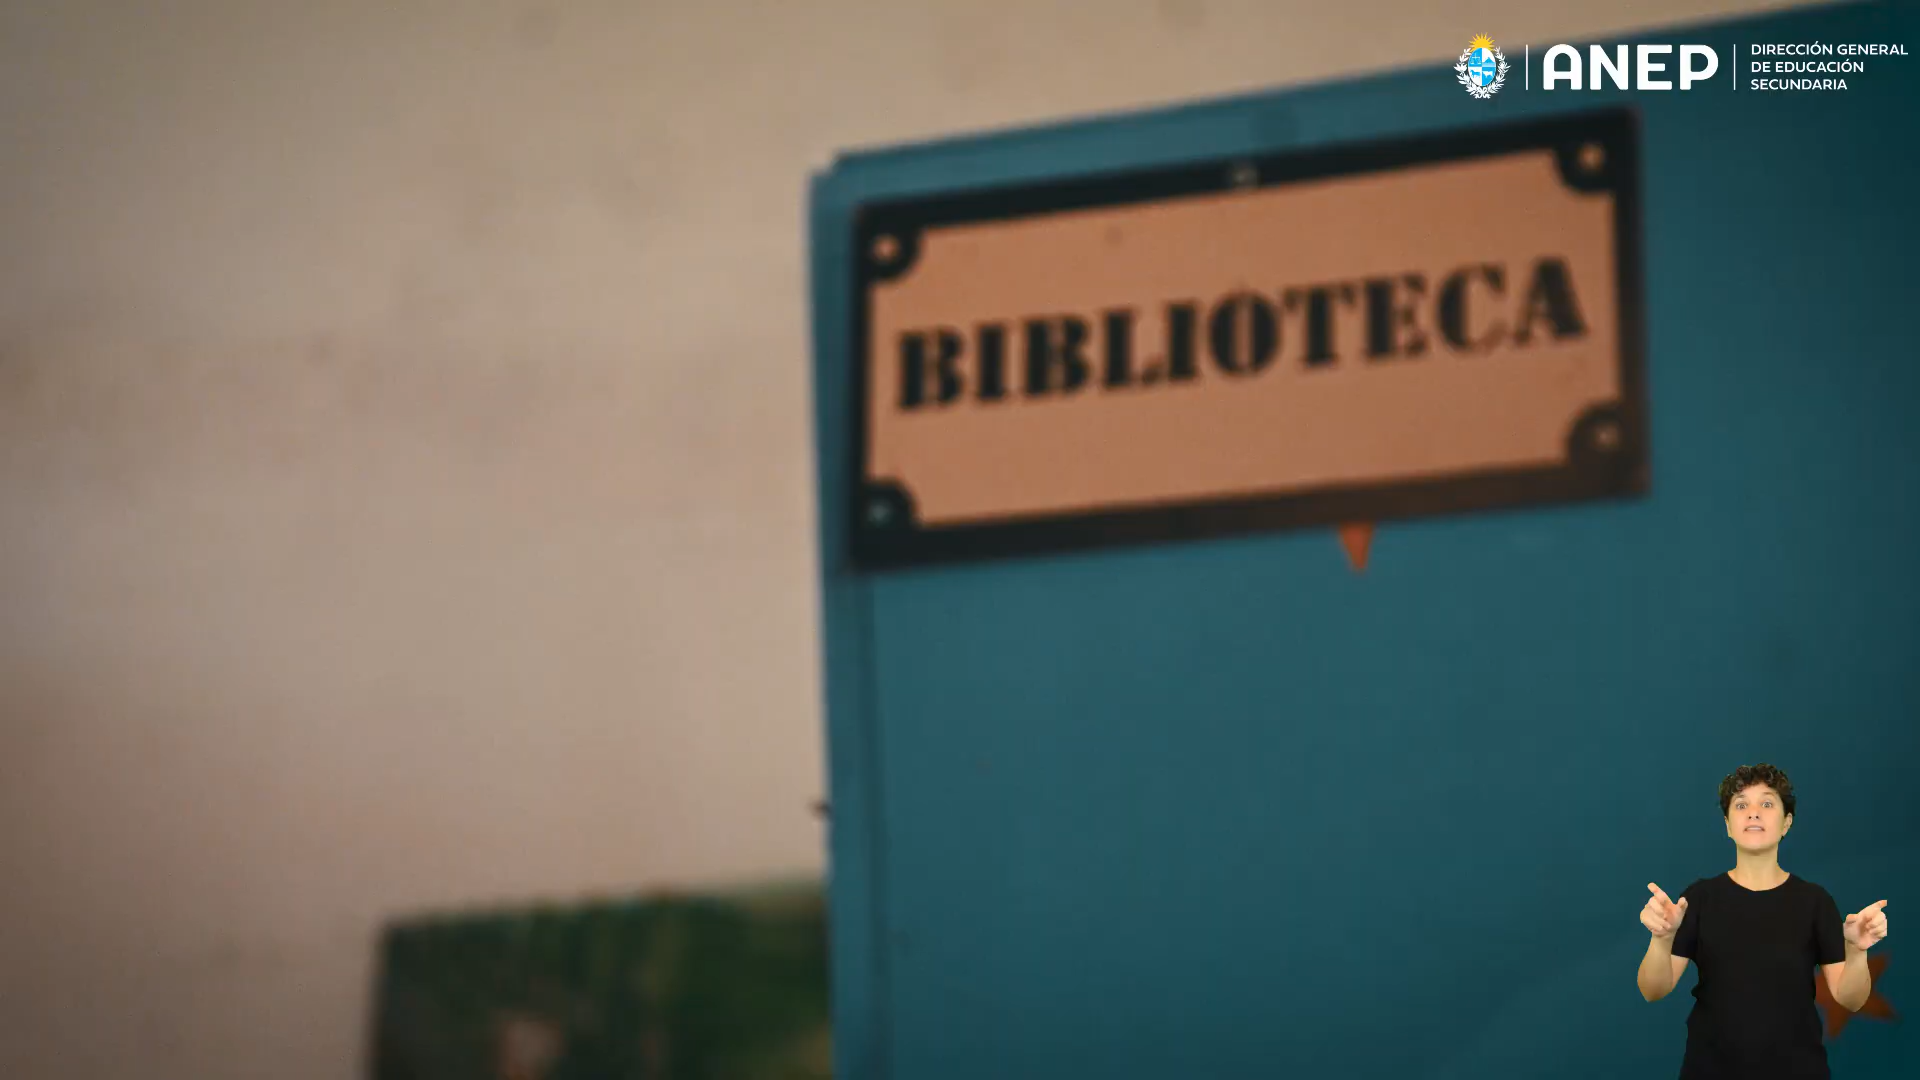 ANEP
DIRECCIÓN GENERAL
DE EDUCACIÓN
SECUNDARIA
BIBLIOTECA